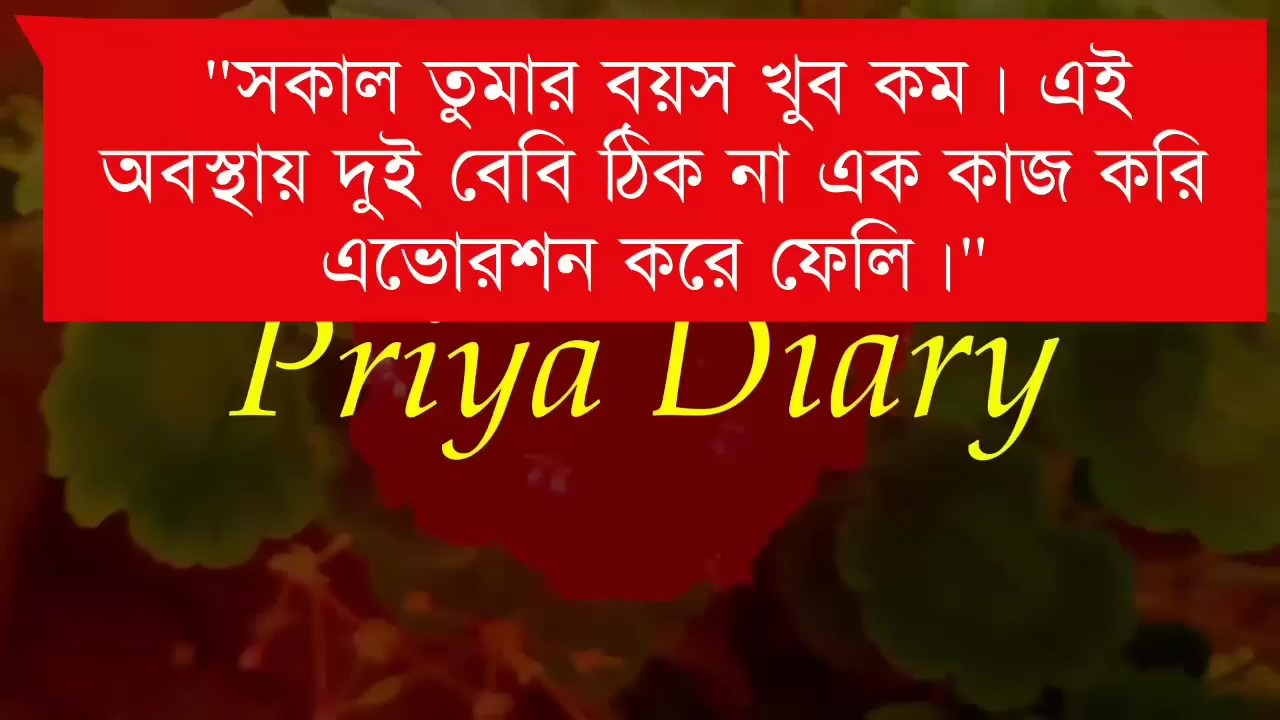 "সকাল তুমার বয়স খুব কম। এই
অবস্থায় দুই বেবি ঠিক না এক কাজ করি
এভোরশন করে ফেলি।"
Priya Diary